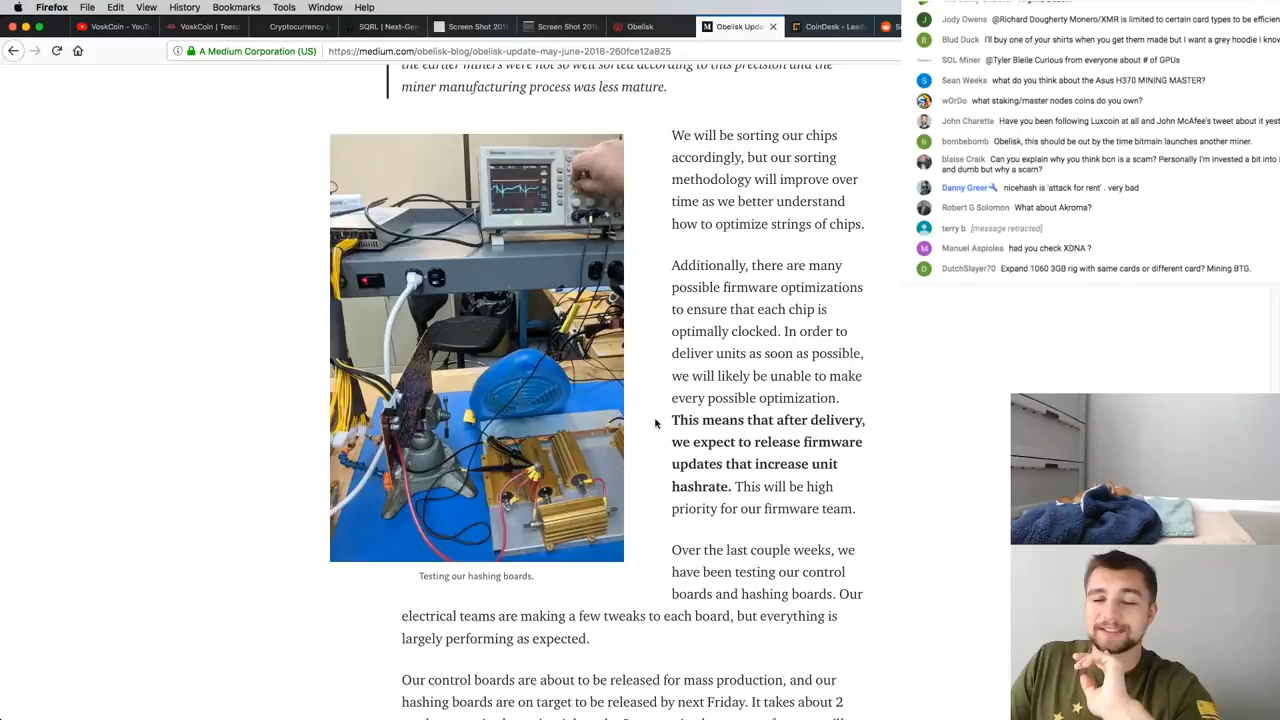 Firefox File Edit View History Bookmarks Tools Window Help
VoskCoin - YouT
VoskCoin | Teesp
Cryptocurrency M
SQRL | Next-Gen
Screen Shot 2018
Screen Shot 2018
Obelisk
Obelisk Upda
CoinDesk - Leade
A Medium Corporation (US) https://medium.com/obelisk-blog/obelisk-update-may-june-2018-260fce12a825
the earlier miners were not so well sorted according to this precision and the
miner manufacturing process was less mature.
We will be sorting our chips
accordingly, but our sorting
methodology will improve over
time as we better understand
how to optimize strings of chips.
Additionally, there are many
possible firmware optimizations
to ensure that each chip is
optimally clocked. In order to
deliver units as soon as possible,
we will likely be unable to make
every possible optimization.
This means that after delivery,
we expect to release firmware
updates that increase unit
hashrate. This will be high
priority for our firmware team.
Over the last couple weeks, we
have been testing our control
boards and hashing boards. Our
Testing our hashing boards.
electrical teams are making a few tweaks to each board, but everything is
largely performing as expected.
Our control boards are about to be released for mass production, and our
hashing boards are on target to be released by next Friday. It takes about 2
Jody Owens @Richard Dougherty Monero/XMR is limited to certain card types to be efficien
Blud Duck I'll buy one of your shirts when you get them made but I want a grey hoodie I know
SOL Miner @Tyler Bleile Curious from everyone about # of GPUs
Sean Weeks what do you think about the Asus H370 MINING MASTER?
wOrDo what staking/master nodes coins do you own?
John Charette Have you been following Luxcoin at all and John McAfee's tweet about it yest
bombebomb Obelisk, this should be out by the time bitmain launches another miner.
blaise Craik Can you explain why you think bcn is a scam? Personally I'm invested a bit into i
and dumb but why a scam?
Danny Greer nicehash is 'attack for rent' . very bad
Robert G Solomon What about Akroma?
terry b [message retracted]
Manuel Aspiolea had you check XDNA ?
DutchSlayer70 Expand 1060 3GB rig with same cards or different card? Mining BTG.